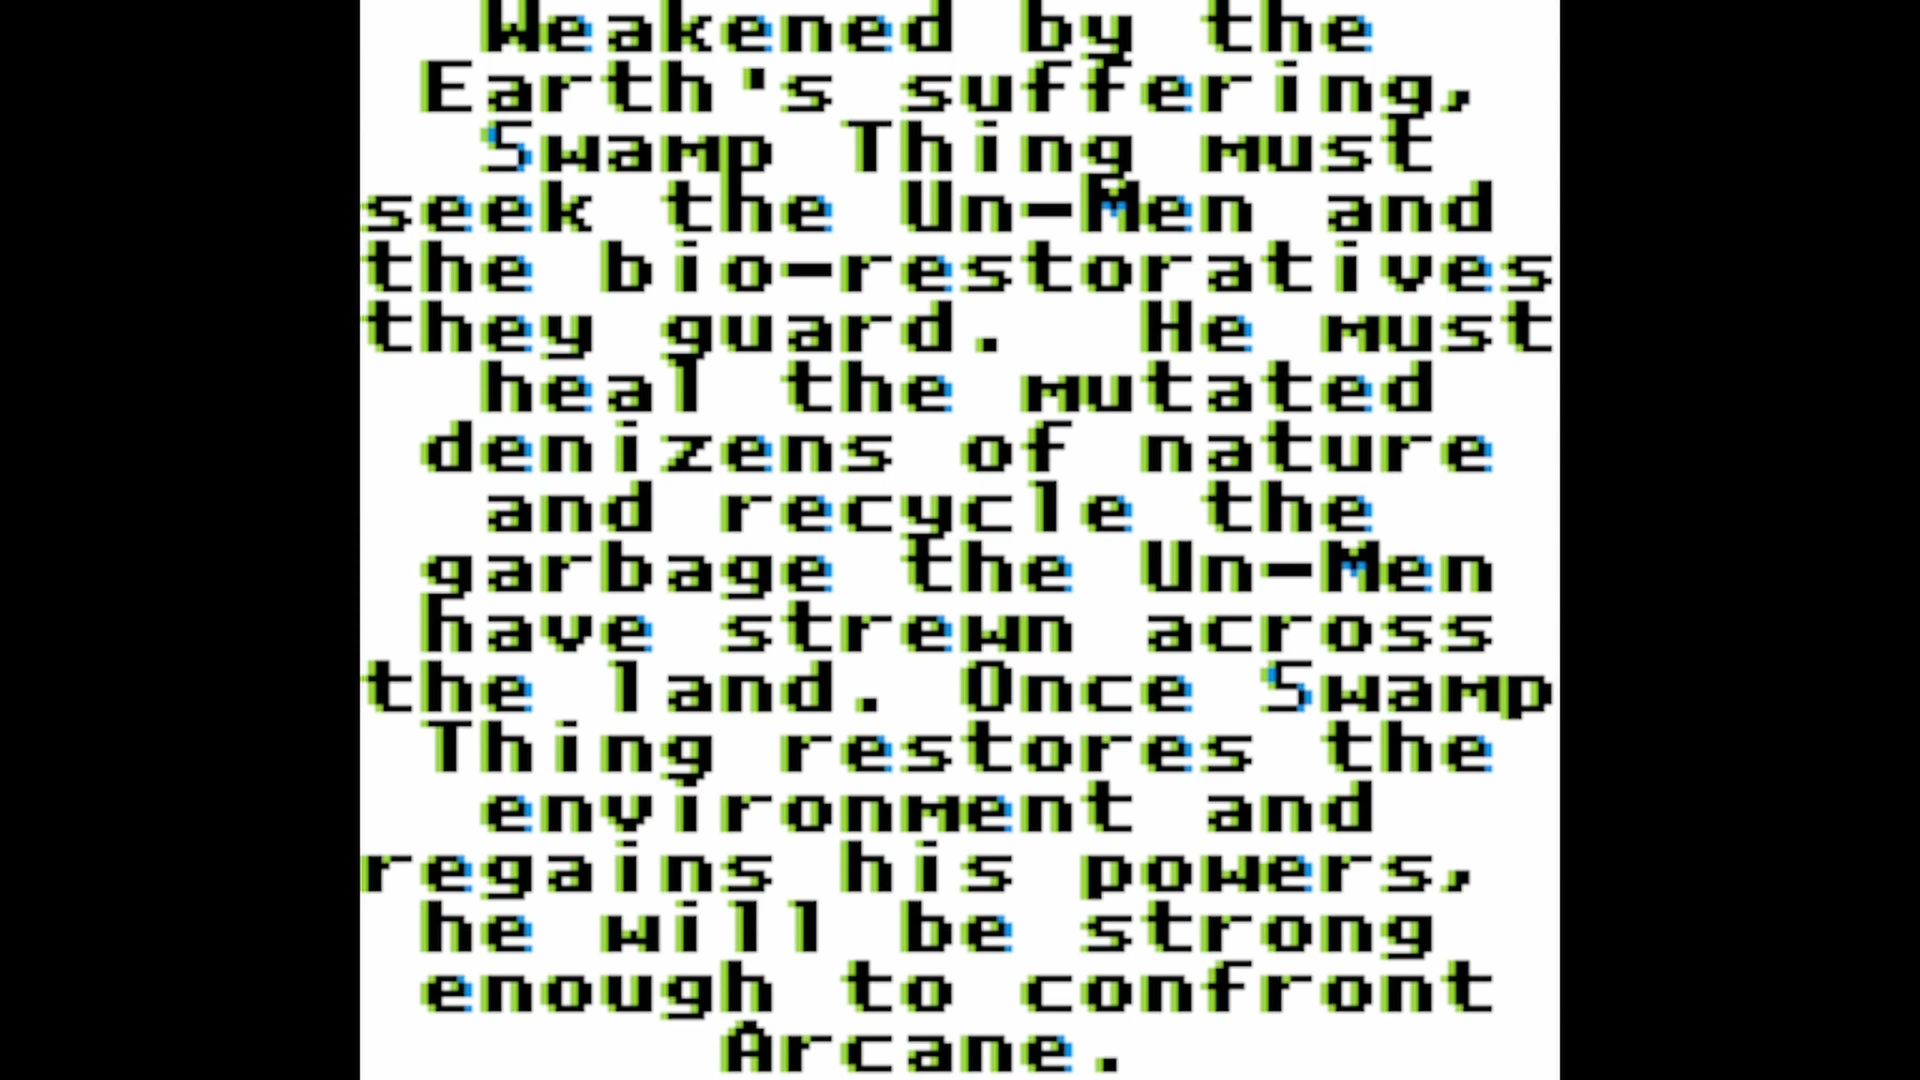 Weakened by the
Earth's suffering,
Swamp Thing must
seek the Un-Men and
the bio-restoratives
they guard.  He must
heal the mutated
denizens of nature
and recycle the
garbage the Un-Men
have strewn across
the land. Once Swamp
Thing restores the
environment and
regains his powers,
he will be strong
enough to confront
Arcane.